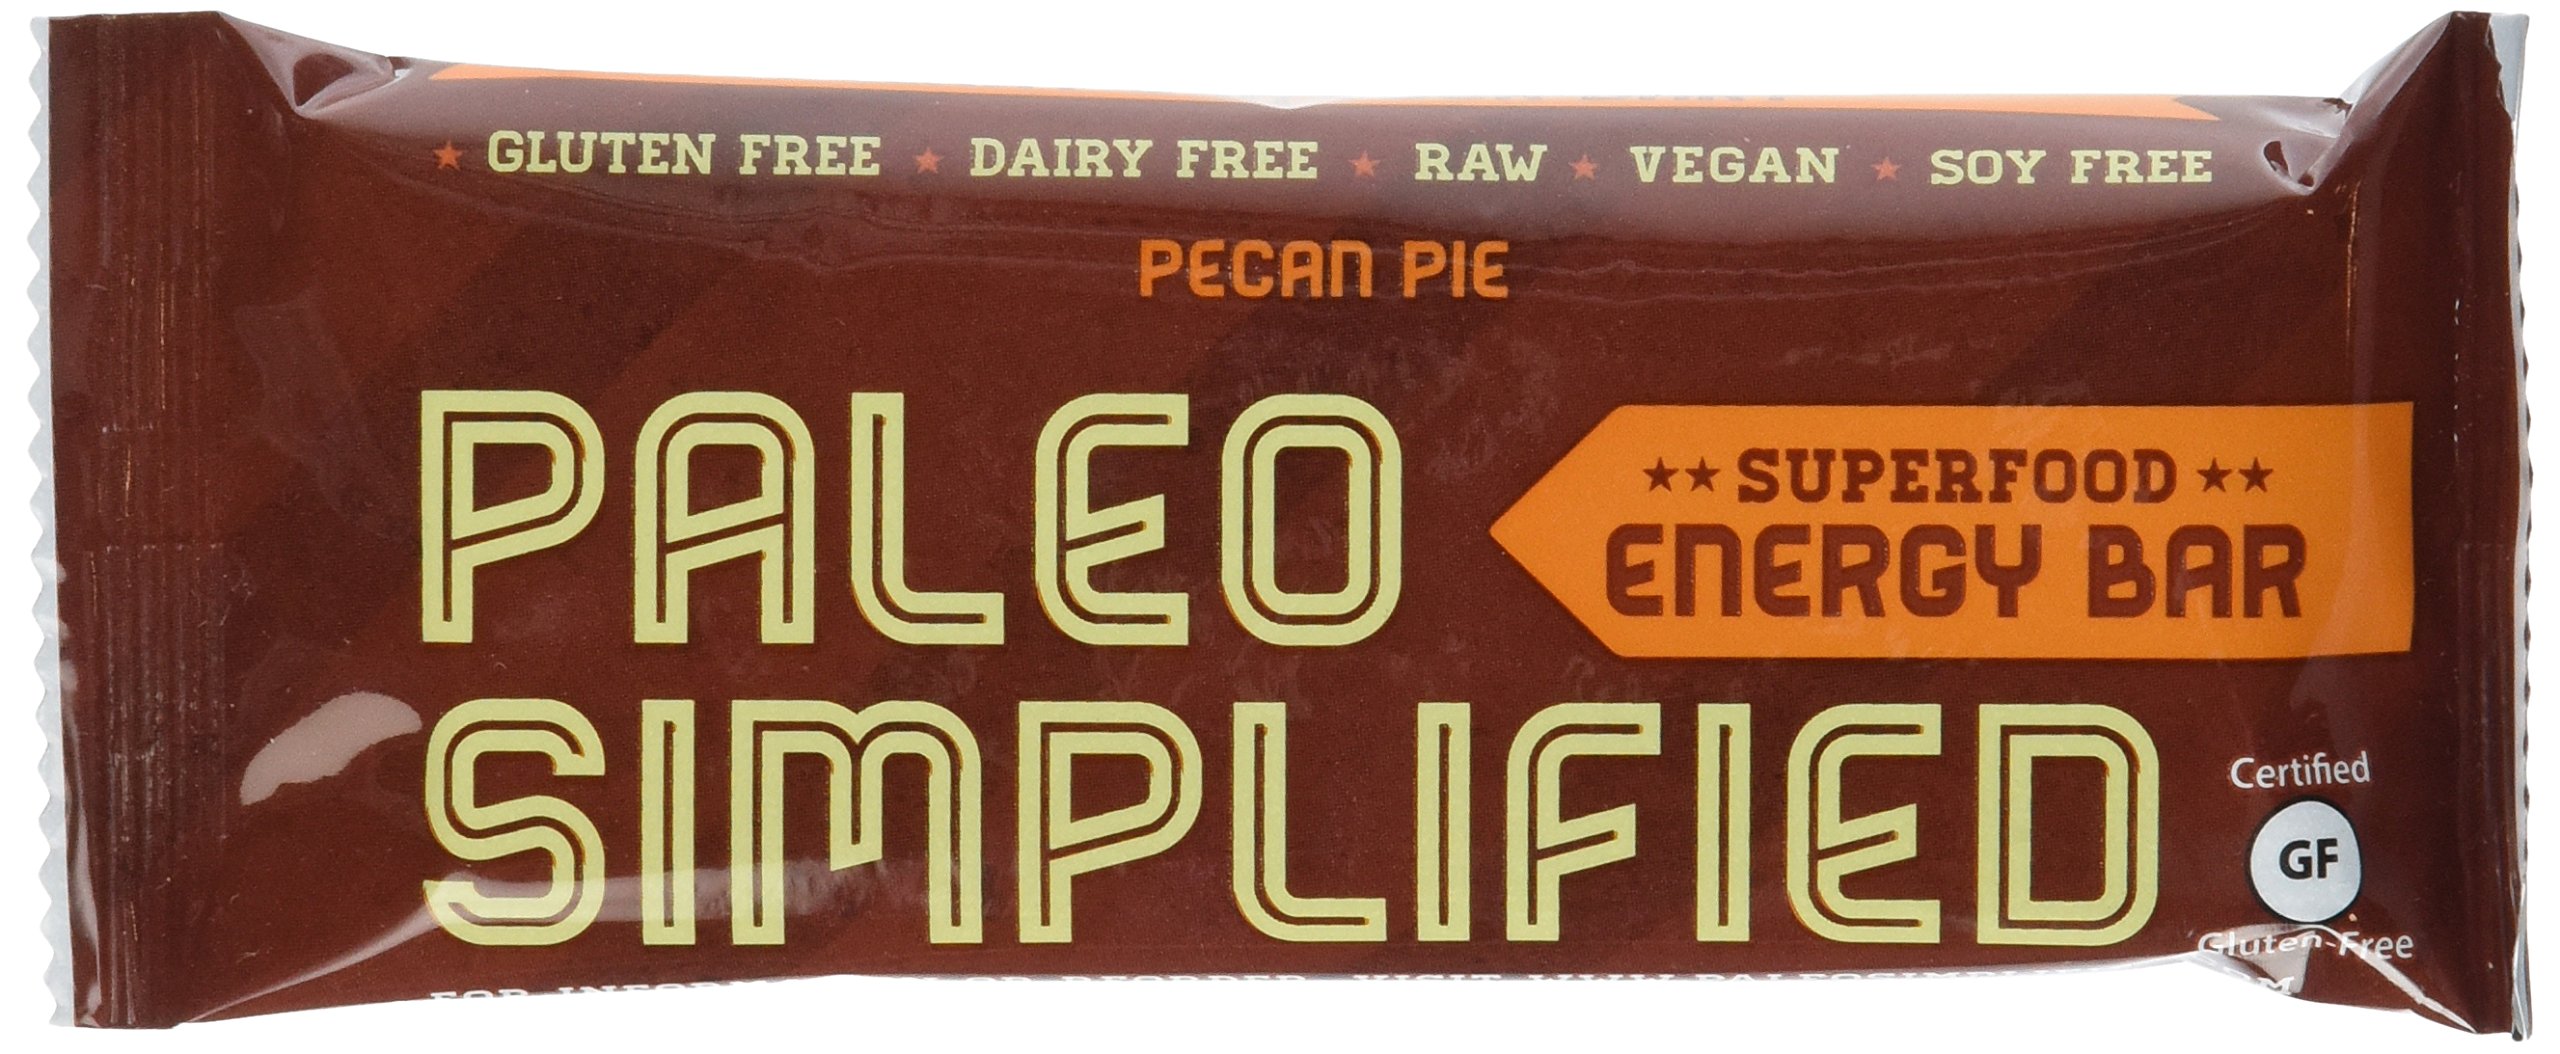 ★ GLUTEN FREE ★ DAIRY FREE ★ RAW ★ VEGAN ★ SOY FREE
PECAN PIE
PALEO
★★ SUPERFOOD ★★
ENERGY BAR
SIMPLIFIED
Certified
GF
Gluten-Free
VISIT